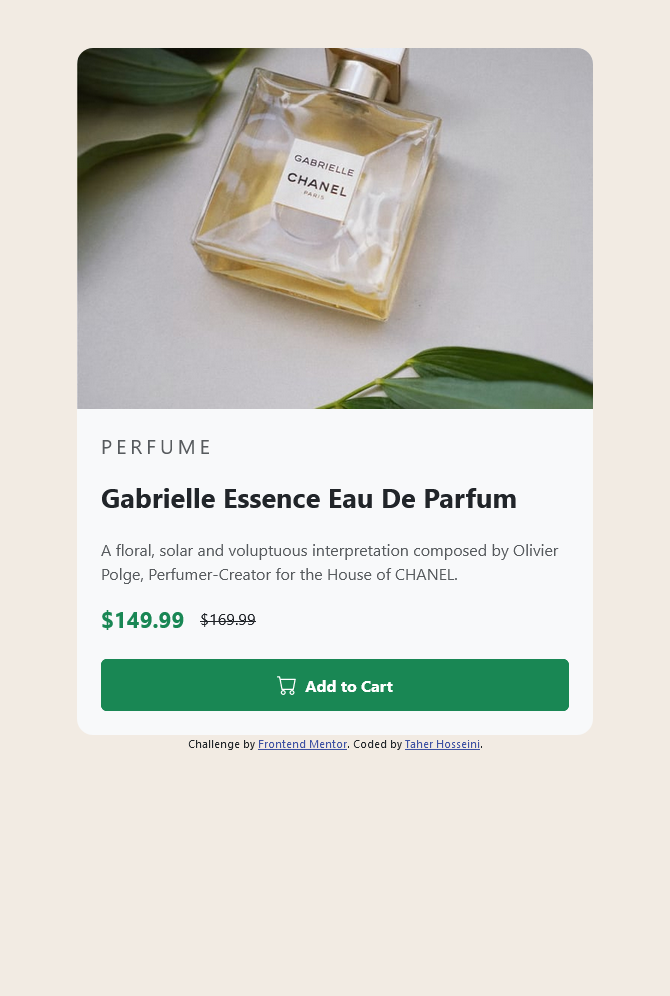 GABRIELLE
CHANEL
PARIS
PERFUME
Gabrielle Essence Eau De Parfum
A floral, solar and voluptuous interpretation composed by Olivier
Polge, Perfumer-Creator for the House of CHANEL.
$149.99 $169.99
Add to Cart
Challenge by Frontend Mentor. Coded by Taher Hosseini.